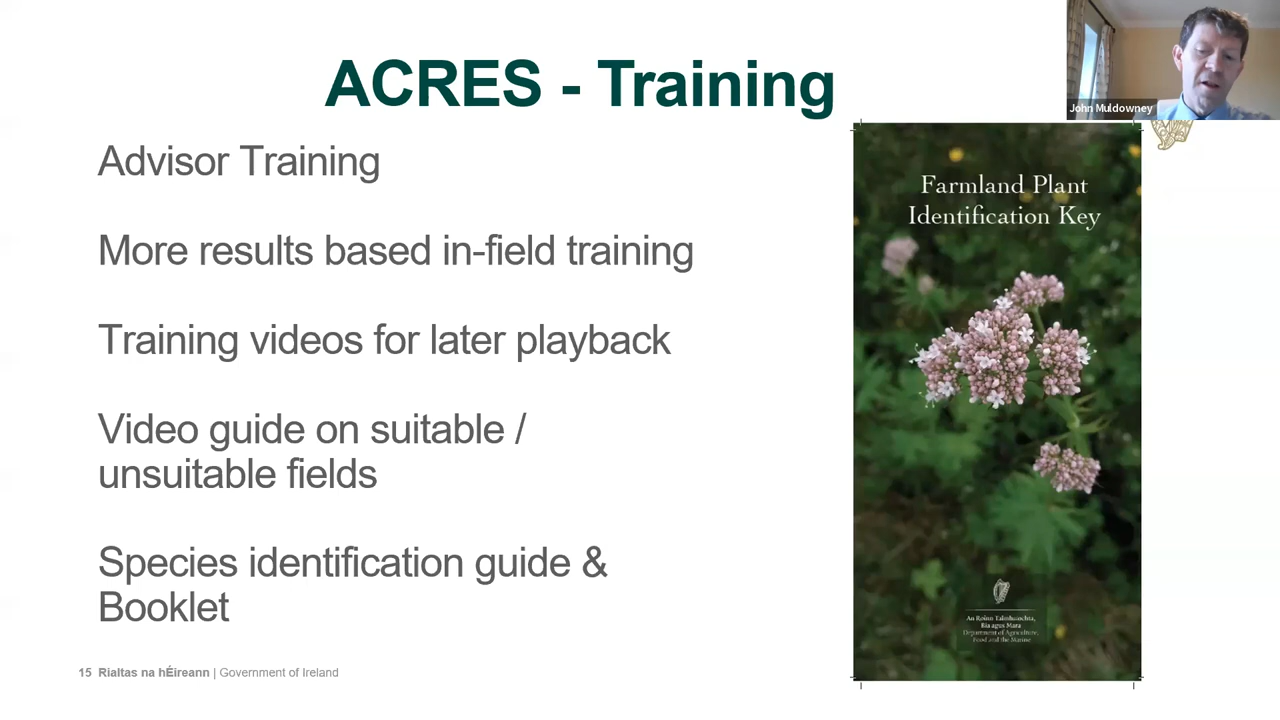 ACRES - Training
John Muldowney
Advisor Training
More results based in-field training
Training videos for later playback
Video guide on suitable /
unsuitable fields
Species identification guide &
Booklet
Farmland Plant
Identification Key
An Roinn Talmhaíochta,
Bia agus Mara
Department of Agriculture,
Food and the Marine
15 Rialtas na hÉireann | Government of Ireland